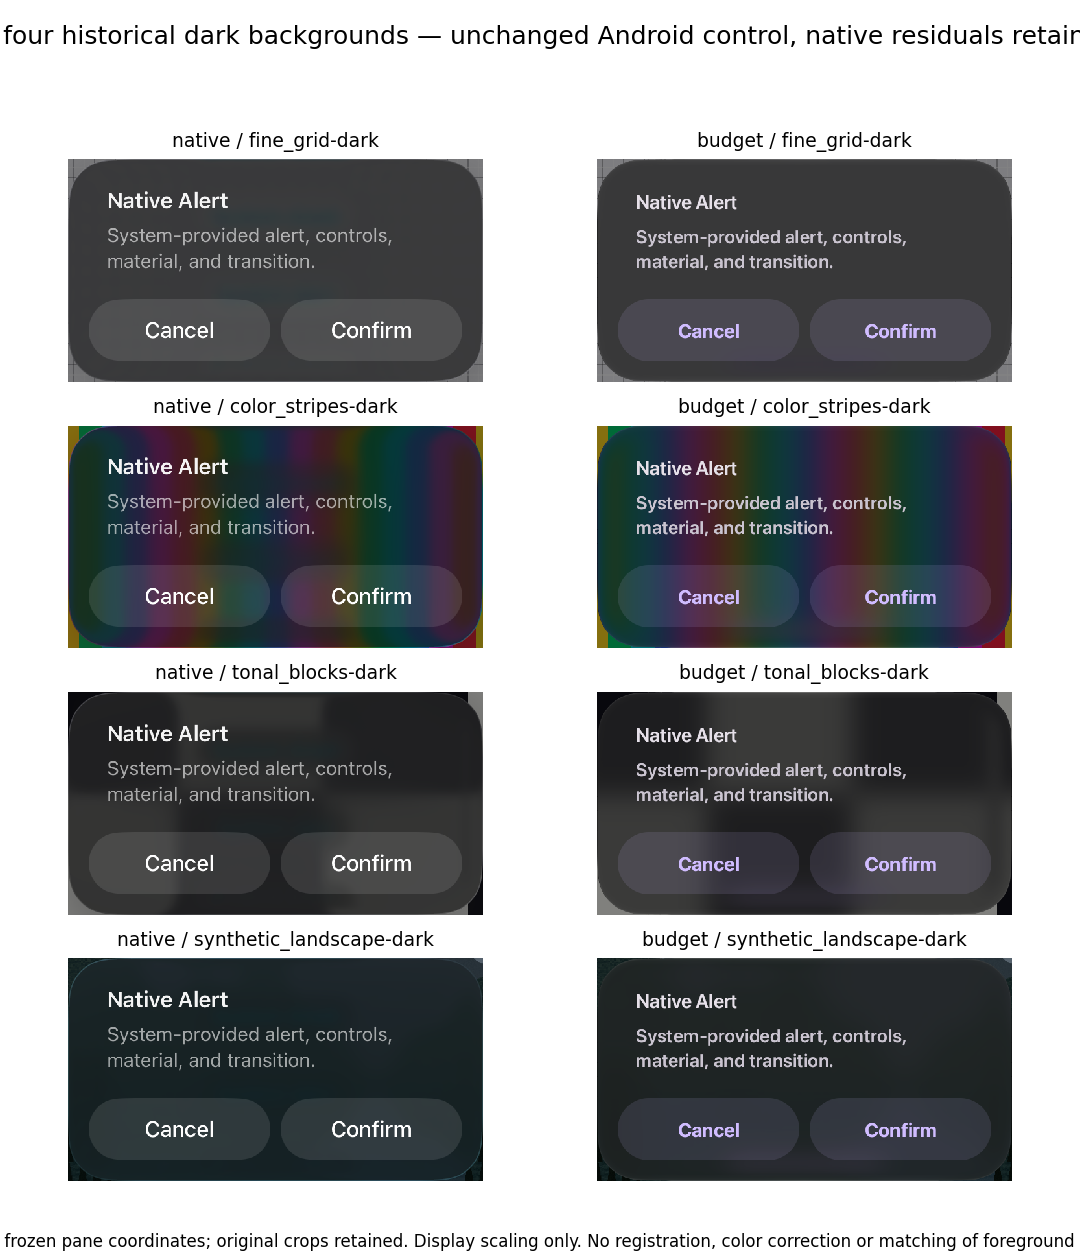 four historical dark backgrounds — unchanged Android control, native residuals retain
native / fine_grid-dark
budget / fine_grid-dark
Native Alert
System-provided alert, controls,
material, and transition.
Cancel
Confirm
Native Alert
System-provided alert, controls,
material, and transition.
Cancel
Confirm
native / color_stripes-dark
budget / color_stripes-dark
Native Alert
System-provided alert, controls,
material, and transition.
Cancel
Confirm
Native Alert
System-provided alert, controls,
material, and transition.
Cancel
Confirm
native / tonal_blocks-dark
budget / tonal_blocks-dark
Native Alert
System-provided alert, controls,
material, and transition.
Cancel
Confirm
Native Alert
System-provided alert, controls,
material, and transition.
Cancel
Confirm
native / synthetic_landscape-dark
budget / synthetic_landscape-dark
Native Alert
System-provided alert, controls,
material, and transition.
Cancel
Confirm
Native Alert
System-provided alert, controls,
material, and transition.
Cancel
Confirm
frozen pane coordinates; original crops retained. Display scaling only. No registration, color correction or matching of foreground